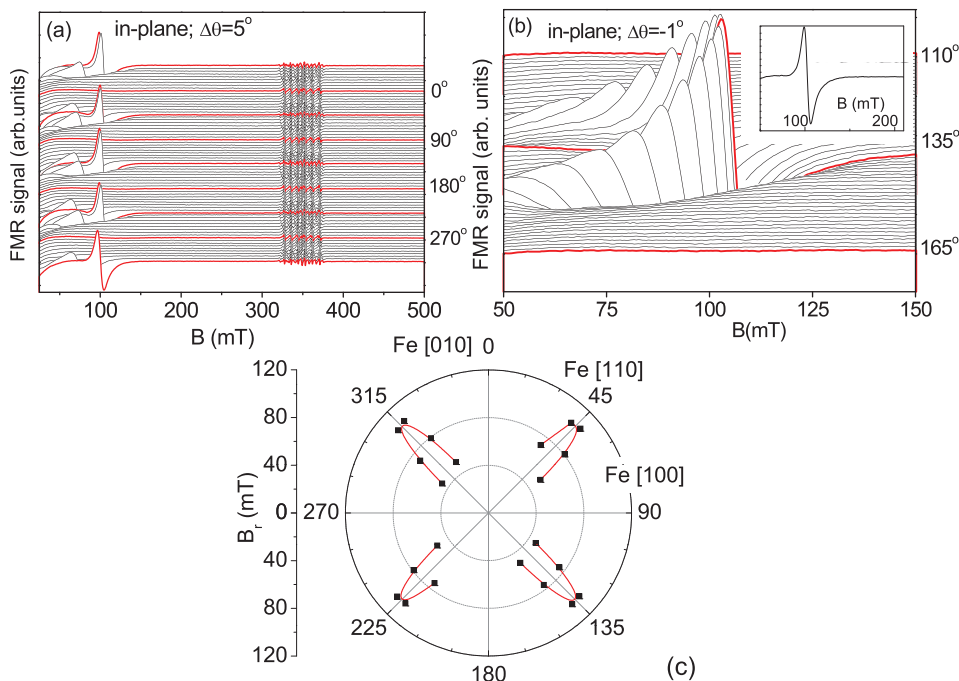 (a) in-plane; Δθ=5°
FMR signal (arb.units)
0°
90°
180°
270°
100 200 300 400 500
B (mT)
(b) in-plane; Δθ=-1°
FMR signal (arb. units)
110°
135°
165°
B (mT)
100 200
50 75 100 125 150
B(mT)
Fe [010] 0
Fe [110]
45
Fe [100]
90
135
180
225
270
315
120
80
40
0
40
80
120
B_r (mT)
(c)